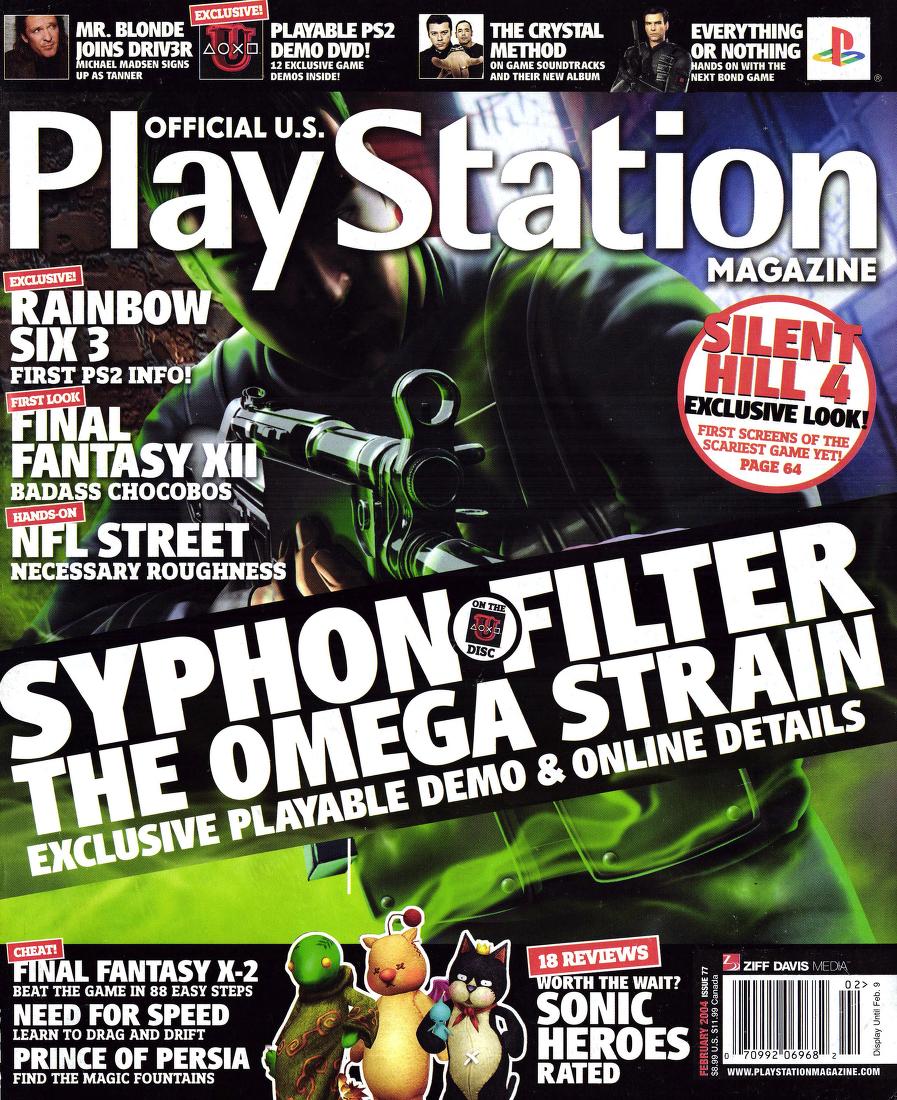 MR. BLONDE
JOINS DRIV3R
MICHAEL MADSEN SIGNS
UP AS TANNER
EXCLUSIVE!
U
PLAYABLE PS2
DEMO DVD!
12 EXCLUSIVE GAME
DEMOS INSIDE!
THE CRYSTAL
METHOD
ON GAME SOUNDTRACKS
AND THEIR NEW ALBUM
EVERYTHING
OR NOTHING
HANDS ON WITH THE
NEXT BOND GAME
®
OFFICIAL U.S.
PlayStation
MAGAZINE
EXCLUSIVE!
RAINBOW
SIX 3
FIRST PS2 INFO!
FIRST LOOK
FINAL
FANTASY XII
BADASS CHOCOBOS
HANDS-ON
NFL STREET
NECESSARY ROUGHNESS
SILENT
HILL 4
EXCLUSIVE LOOK!
FIRST SCREENS OF THE
SCARIEST GAME YET!
PAGE 64
SYPHON FILTER
ON THE
U
DISC
THE OMEGA STRAIN
EXCLUSIVE PLAYABLE DEMO & ONLINE DETAILS
CHEAT!
FINAL FANTASY X-2
BEAT THE GAME IN 88 EASY STEPS
NEED FOR SPEED
LEARN TO DRAG AND DRIFT
PRINCE OF PERSIA
FIND THE MAGIC FOUNTAINS
18 REVIEWS
WORTH THE WAIT?
SONIC
HEROES
RATED
ZIFF DAVIS MEDIA™
FEBRUARY 2004 ISSUE 77
$8.99 U.S. $11.99 Canada
02>
0 70992 06968 2
Display Until Feb. 9
WWW.PLAYSTATIONMAGAZINE.COM